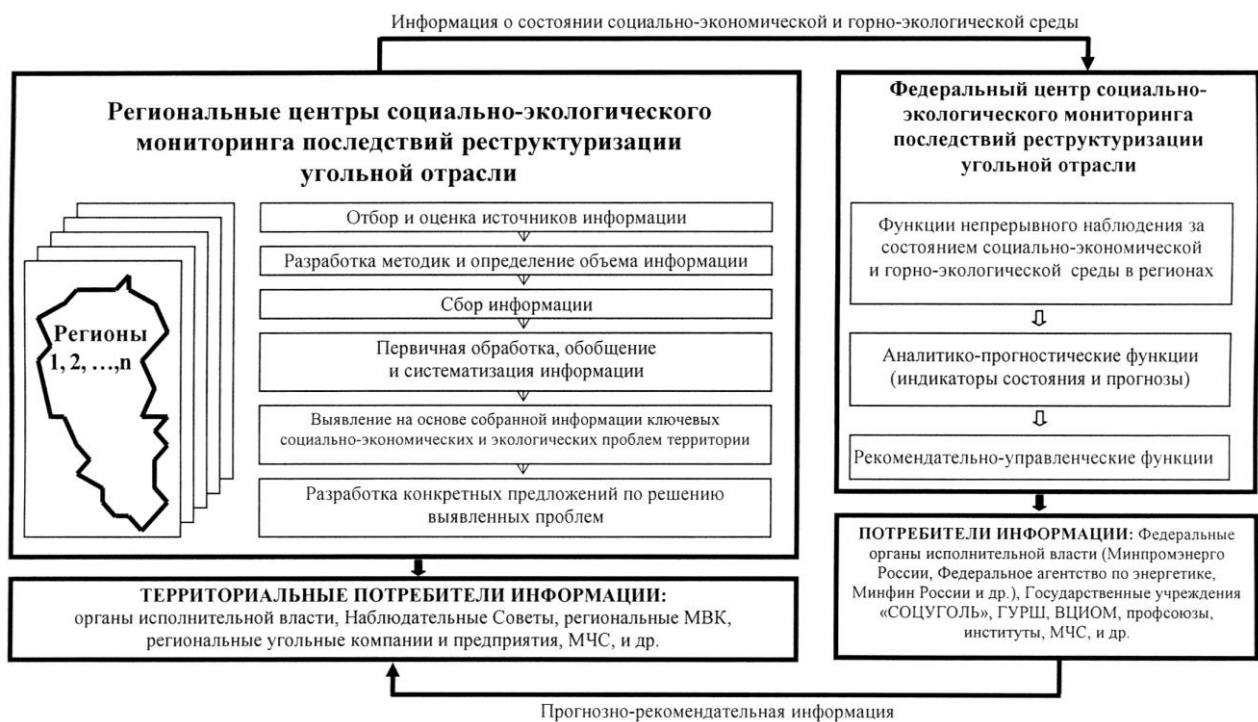 Информация о состоянии социально-экономической и горно-экологической среды
Региональные центры социально-экологического
мониторинга последствий реструктуризации
угольной отрасли
Отбор и оценка источников информации
Разработка методик и определение объема информации
Сбор информации
Первичная обработка, обобщение
и систематизация информации
Выявление на основе собранной информации ключевых
социально-экономических и экологических проблем территории
Разработка конкретных предложений по решению
выявленных проблем
Регионы
1, 2, …,n
Федеральный центр социально-
экологического мониторинга
последствий реструктуризации
угольной отрасли
Функции непрерывного наблюдения за
состоянием социально-экономической
и горно-экологической среды в регионах
Аналитико-прогностические функции
(индикаторы состояния и прогнозы)
Рекомендательно-управленческие функции
ТЕРРИТОРИАЛЬНЫЕ ПОТРЕБИТЕЛИ ИНФОРМАЦИИ:
органы исполнительной власти, Наблюдательные Советы, региональные МВК,
региональные угольные компании и предприятия, МЧС, и др.
ПОТРЕБИТЕЛИ ИНФОРМАЦИИ: Федеральные
органы исполнительной власти (Минпромэнерго
России, Федеральное агентство по энергетике,
Минфин России и др.), Государственные учреждения
«СОЦУГОЛЬ», ГУРШ, ВЦИОМ, профсоюзы,
институты, МЧС, и др.
Прогнозно-рекомендательная информация